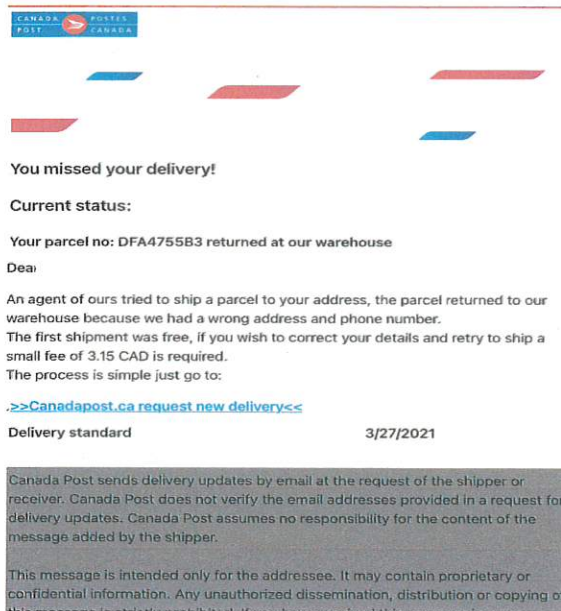 CANADA POSTES
POST CANADA
You missed your delivery!
Current status:
Your parcel no: DFA4755B3 returned at our warehouse
Dea
An agent of ours tried to ship a parcel to your address, the parcel returned to our
warehouse because we had a wrong address and phone number.
The first shipment was free, if you wish to correct your details and retry to ship a
small fee of 3.15 CAD is required.
The process is simple just go to:
.>>Canadapost.ca request new delivery<<
Delivery standard 3/27/2021
Canada Post sends delivery updates by email at the request of the shipper or
receiver. Canada Post does not verify the email addresses provided in a request for
delivery updates. Canada Post assumes no responsibility for the content of the
message added by the shipper.
This message is intended only for the addressee. It may contain proprietary or
confidential information. Any unauthorized dissemination, distribution or copying o